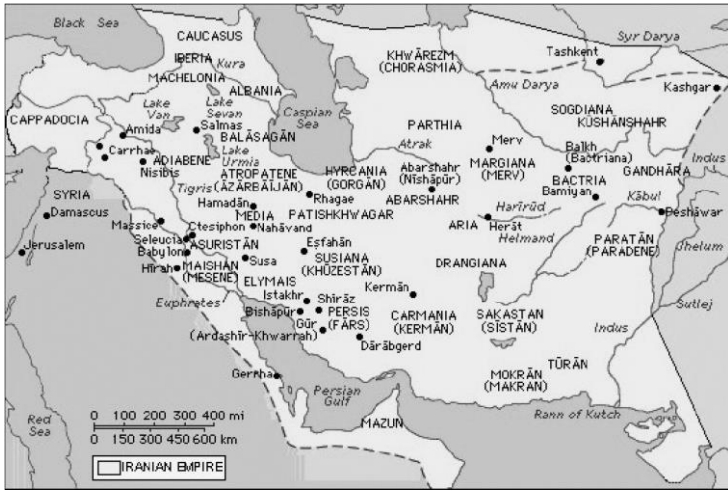 Black Sea
CAUCASUS
IBERIA
Kura
MACHELONIA
ALBANIA
Lake
Van
Lake
Sevan
Salmas
BALĀSAGĀN
Caspian
Sea
KHWĀREZM
(CHORASMIA)
Syr Darya
Tashkent
Amu Darya
Kashgar
SOGDIANA
KŪSHĀNSHAHR
CAPPADOCIA
Amida
Carrhae
ADIABENE
Nisibis
Lake
Urmia
ATROPATENE
(ĀZARBĀIJĀN)
Tigris
PARTHIA
Atrak
HYRCANIA
(GORGĀN)
Abarshahr
(Nīshāpūr)
ABARSHAHR
Merv
MARGIANA
(MERV)
Balkh
(Bactriana)
BACTRIA
Bamiyan
GANDHĀRA
Indus
Kābul
Peshāwar
SYRIA
Damascus
Jerusalem
Hamadān
MEDIA
Nahāvand
Rhagae
PATISHKHWAGAR
Massice
Ctesiphon
Seleucia
ASURISTĀN
Babylon
Hīrah
MAISHĀN
(MESENE)
Euphrates
Susa
Eşfahān
SUSIANA
(KHŪZESTĀN)
ARIA
Harīrūd
Herāt
Helmand
DRANGIANA
PARATĀN
(PARADENE)
Jhelum
Sutlej
ELYMAIS
Istakhr
Shīrāz
Bishāpūr
PERSIS
(FĀRS)
Gūr
(Ardashīr-Khwarrah)
Dārābgerd
Kermān
CARMANIA
(KERMĀN)
SAKASTAN
(SĪSTĀN)
Indus
TŪRĀN
MOKRĀN
(MAKRAN)
Gerrha
Persian
Gulf
MAZUN
Rann of Kutch
Red
Sea
0 100 200 300 400 mi
0 150 300 450 600 km
IRANIAN EMPIRE